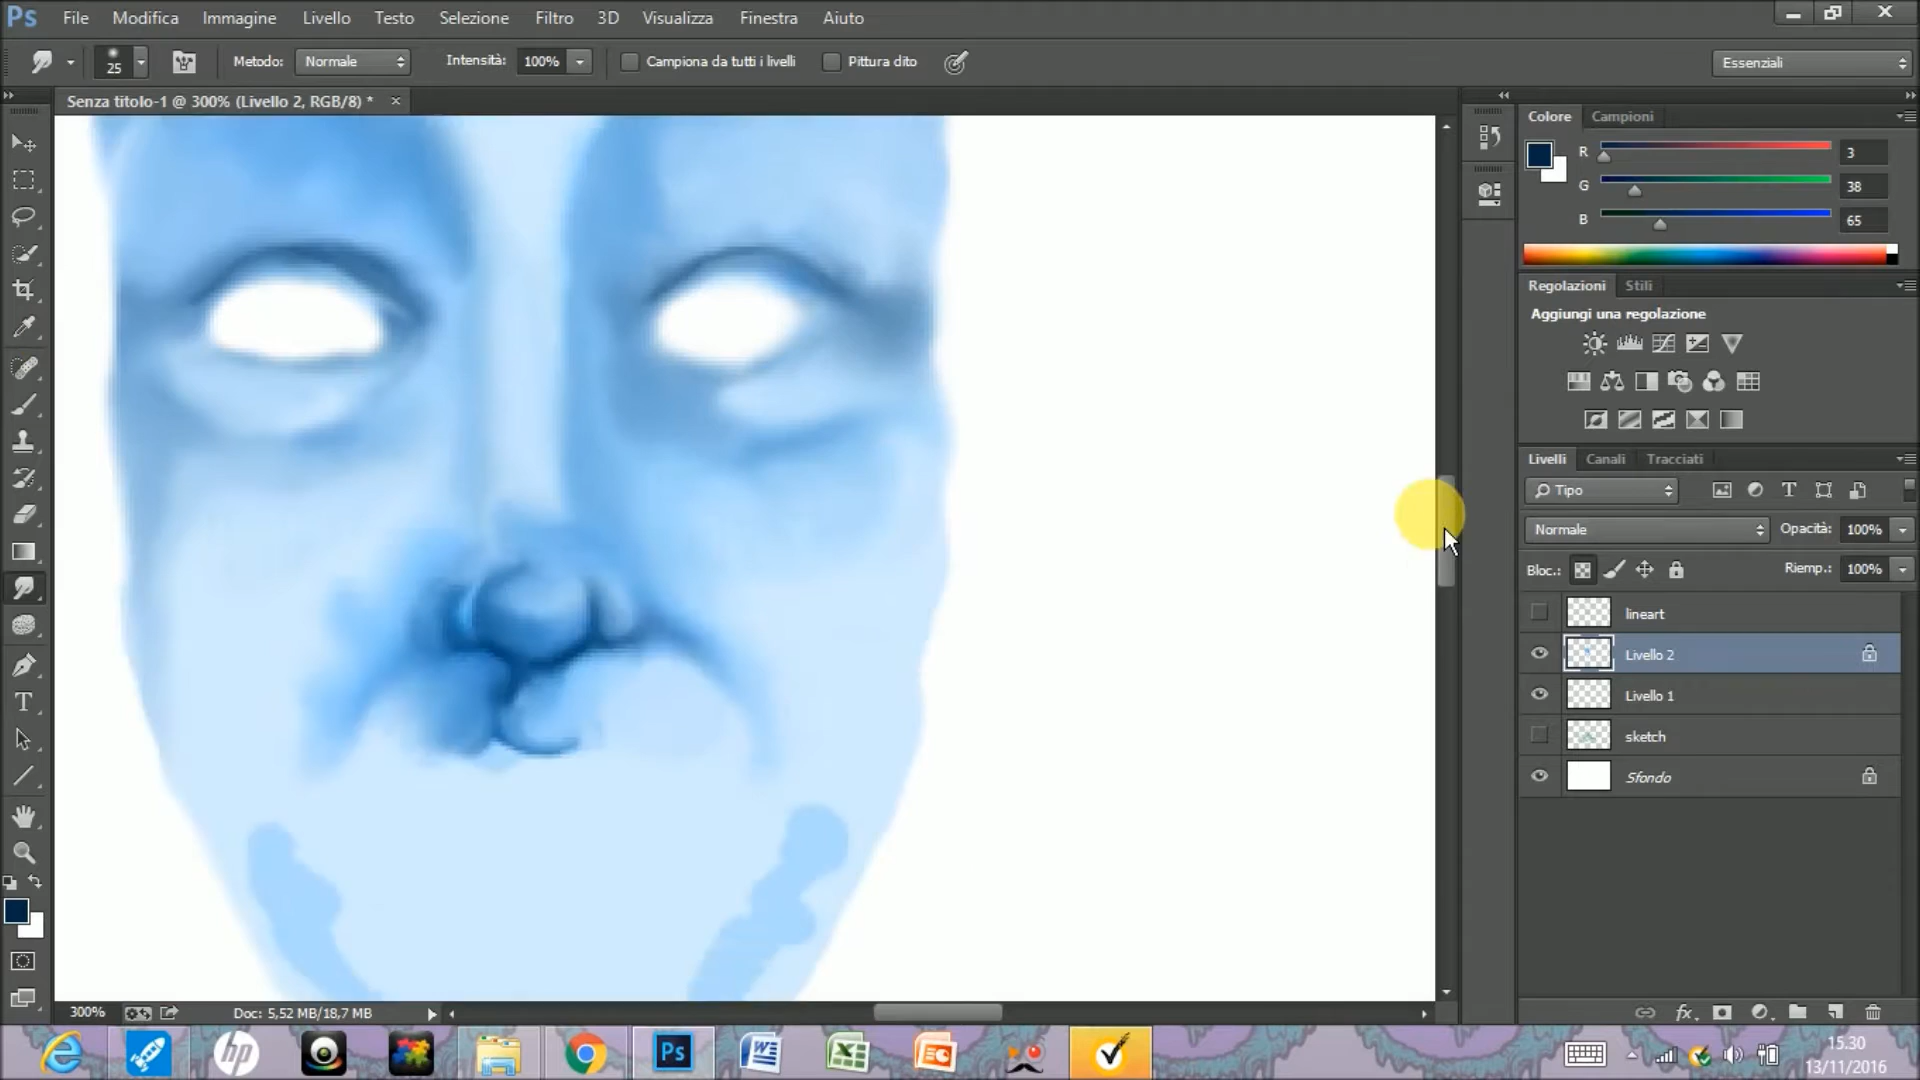 Ps File Modifica Immagine Livello Testo Selezione Filtro 3D Visualizza Finestra Aiuto
25 Metodo: Normale Intensità: 100% Campiona da tutti i livelli Pittura dito Essenziali
Senza titolo-1 @ 300% (Livello 2, RGB/8) * ×
Colore Campioni
R 3
G 38
B 65
Regolazioni Stili
Aggiungi una regolazione
Livelli Canali Tracciati
Tipo
Normale Opacità: 100%
Bloc.: Riemp.: 100%
lineart
Livello 2
Livello 1
sketch
Sfondo
300% Doc: 5,52 MB/18,7 MB
fx
hp Ps
15.30
13/11/2016